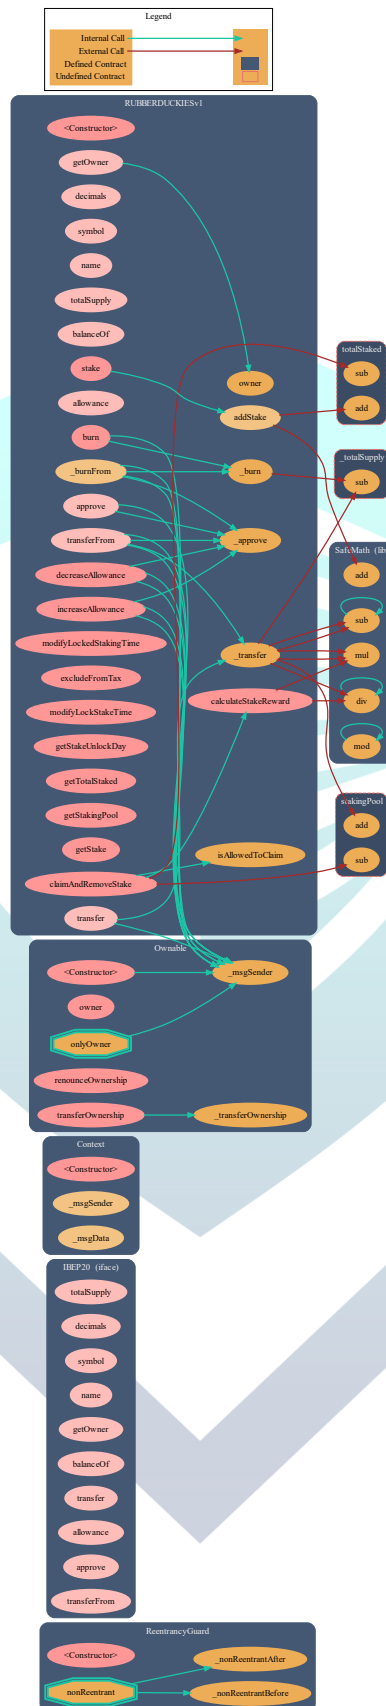 Legend
Internal Call
External Call
Defined Contract
Undefined Contract
RUBBERDUCKIESv1
<Constructor>
getOwner
decimals
symbol
name
totalSupply
balanceOf
stake
allowance
burn
_burnFrom
approve
transferFrom
decreaseAllowance
increaseAllowance
modifyLockedStakingTime
excludeFromTax
modifyLockStakeTime
getStakeUnlockDay
getTotalStaked
getStakingPool
getStake
claimAndRemoveStake
transfer
owner
addStake
_burn
_approve
_transfer
calculateStakeReward
isAllowedToClaim
totalStaked
sub
add
_totalSupply
sub
SafeMath (lib
add
sub
mul
div
mod
stakingPool
add
sub
Ownable
<Constructor>
_msgSender
owner
onlyOwner
renounceOwnership
transferOwnership
_transferOwnership
Context
<Constructor>
_msgSender
_msgData
IBEP20 (iface)
totalSupply
decimals
symbol
name
getOwner
balanceOf
transfer
allowance
approve
transferFrom
ReentrancyGuard
<Constructor>
_nonReentrantAfter
nonReentrant
_nonReentrantBefore